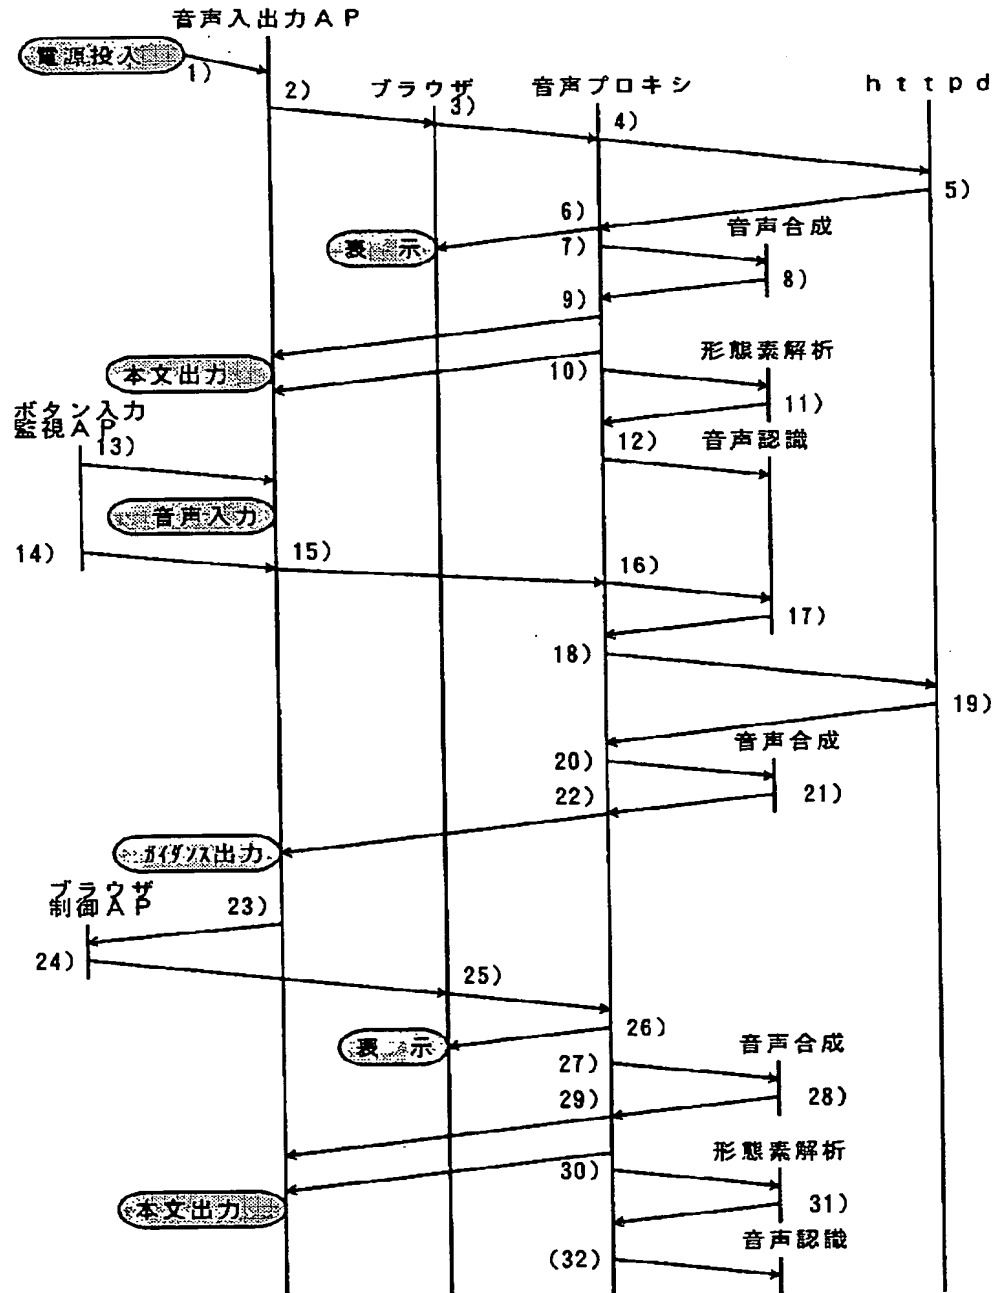 音声入出力AP
電源投入
1)
2)
ブラウザ
3)
音声プロキシ
4)
httpd
5)
6)
音声合成
表示
7)
8)
9)
形態素解析
本文出力
10)
11)
ボタン入力
監視AP
13)
12)
音声認識
音声入力
14)
15)
16)
17)
18)
19)
音声合成
20)
21)
22)
ガイダンス出力
ブラウザ
制御AP
23)
24)
25)
26)
表示
音声合成
27)
28)
29)
形態素解析
30)
31)
本文出力
音声認識
(32)